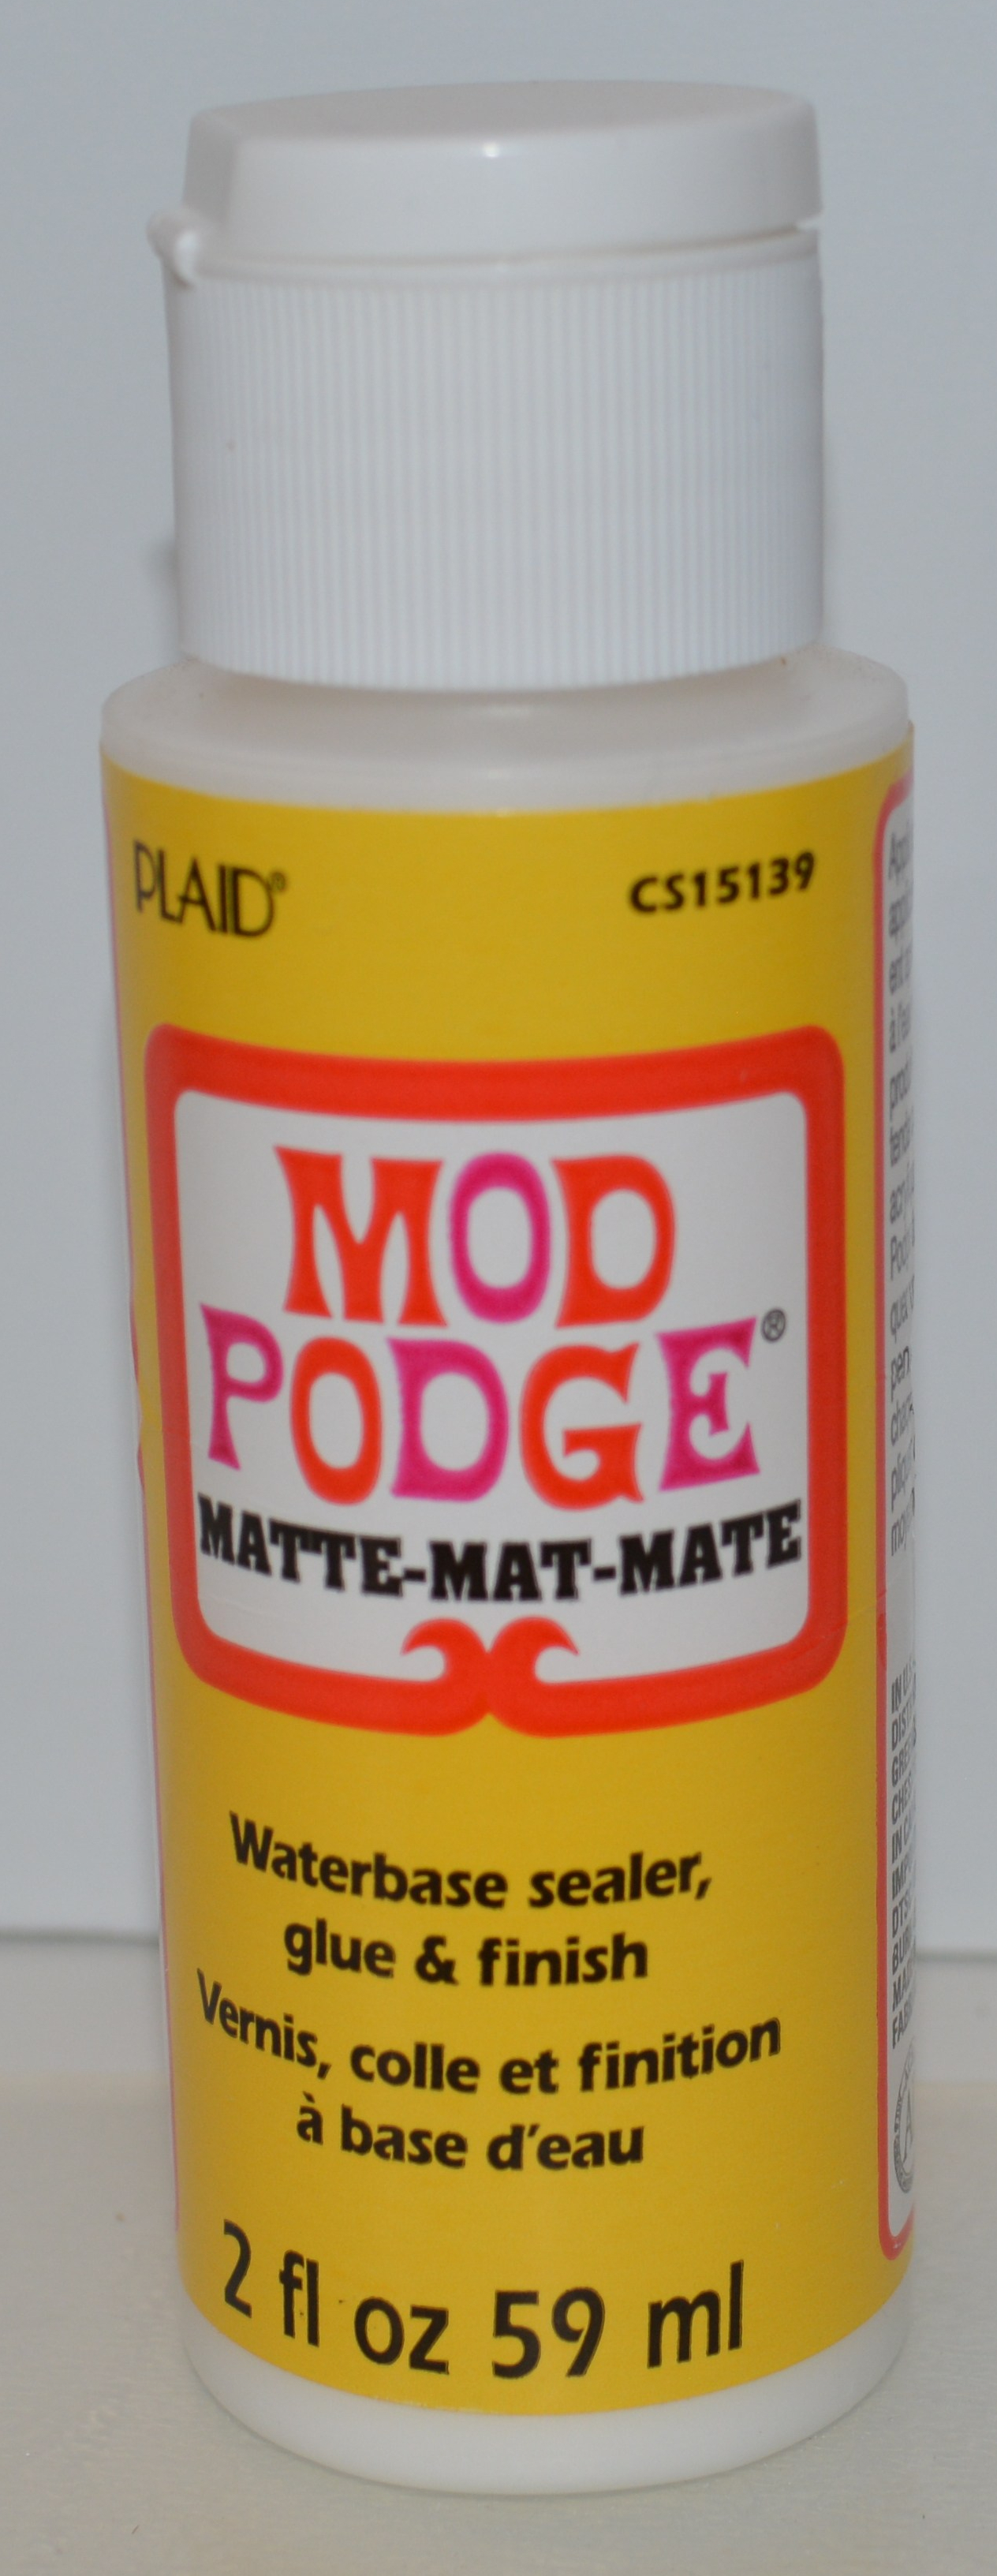 PLAID®
CS15139
MOD
PODGE®
MATTE-MAT-MATE
Waterbase sealer,
glue & finish
Vernis, colle et finition
à base d'eau
2 fl oz 59 ml